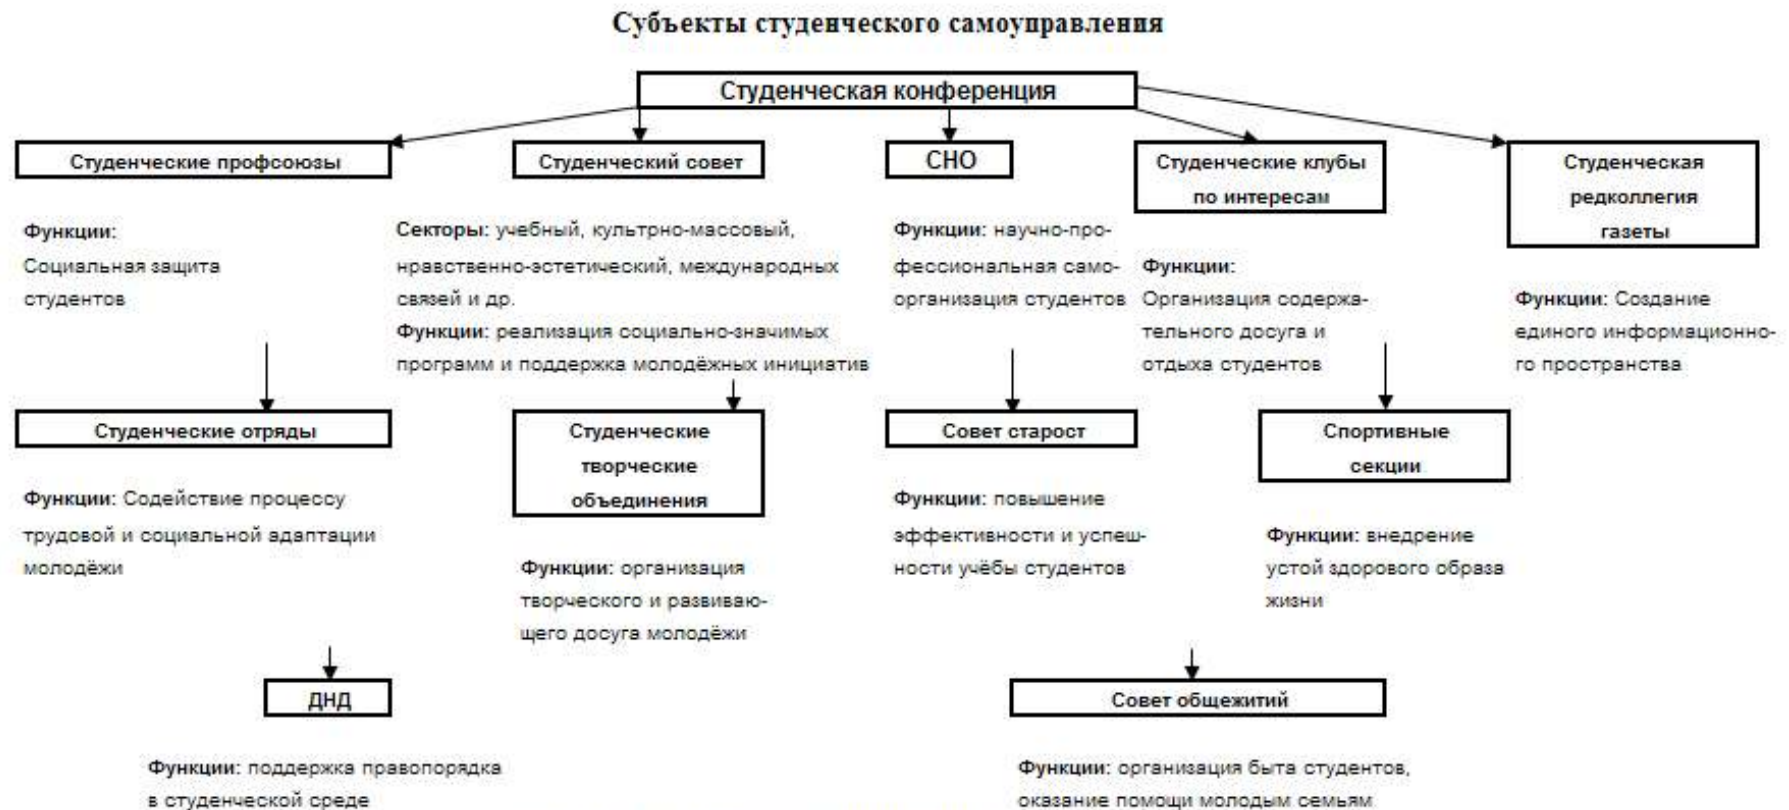 Субъекты студенческого самоуправления
Студенческая конференция
Студенческие профсоюзы
Функции:
Социальная защита
студентов
Студенческий совет
Секторы: учебный, культрно-массовый,
нравственно-эстетический, международных
связей и др.
Функции: реализация социально-значимых
программ и поддержка молодёжных инициатив
СНО
Функции: научно-про-
фессиональная само-
организация студентов
Студенческие клубы
по интересам
Функции:
Организация содержа-
тельного досуга и
отдыха студентов
Студенческая
редколлегия
газеты
Функции: Создание
единого информационно-
го пространства
Студенческие отряды
Функции: Содействие процессу
трудовой и социальной адаптации
молодёжи
Студенческие
творческие
объединения
Функции: организация
творческого и развиваю-
щего досуга молодёжи
Совет старост
Функции: повышение
эффективности и успеш-
ности учёбы студентов
Спортивные
секции
Функции: внедрение
устой здорового образа
жизни
ДНД
Функции: поддержка правопорядка
в студенческой среде
Совет общежитий
Функции: организация быта студентов,
оказание помощи молодым семьям